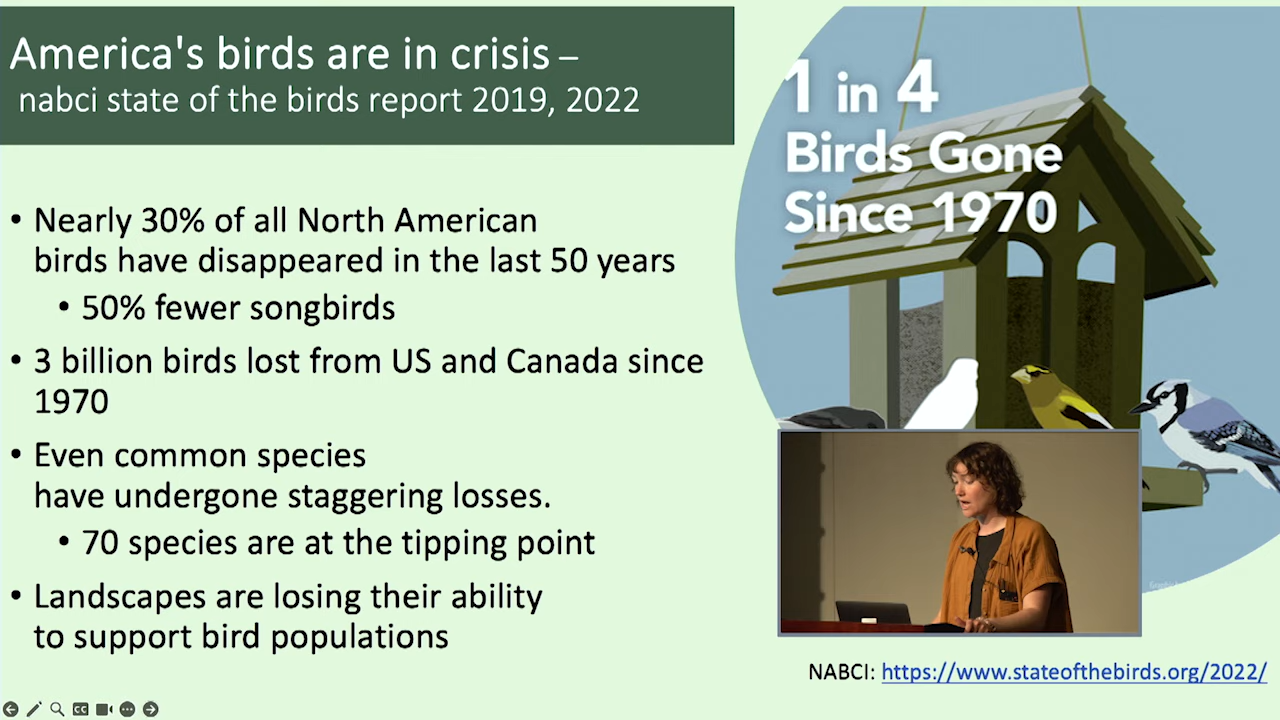 America's birds are in crisis –
nabci state of the birds report 2019, 2022
1 in 4
Birds Gone
Since 1970
• Nearly 30% of all North American
birds have disappeared in the last 50 years
• 50% fewer songbirds
• 3 billion birds lost from US and Canada since
1970
• Even common species
have undergone staggering losses.
• 70 species are at the tipping point
• Landscapes are losing their ability
to support bird populations
NABCI: https://www.stateofthebirds.org/2022/
CC